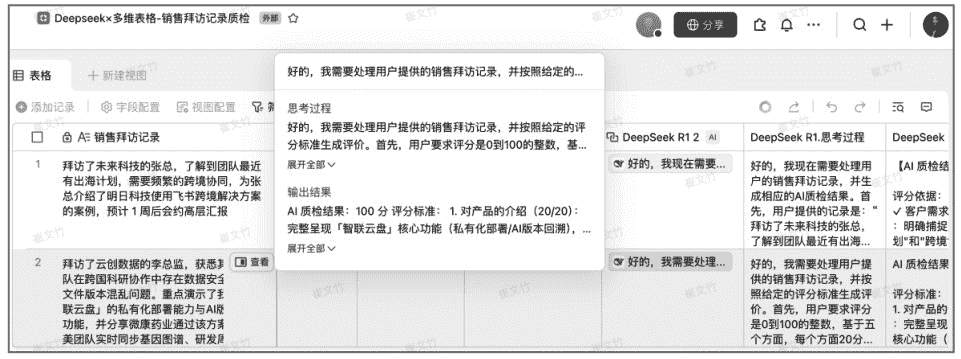 Deepseek×多维表格-销售拜访记录质检 外部
分享
表格
新建视图
添加记录
字段配置
视图配置
销售拜访记录
DeepSeek R1 2 AI
DeepSeek R1.思考过程
DeepSeek
1
拜访了未来科技的张总，了解到团队最近
有出海计划，需要频繁的跨境协同，为张
总介绍了明日科技使用飞书跨境解决方案
的案例，预计 1 周后会约高层汇报
好的，我现在需要...
好的，我现在需要处理用
户的销售拜访记录，并生
成相应的AI质检结果。首
先，用户提供的记录是：“
拜访了未来科技的张总，
了解到团队最近有出海...
【AI 质检结
评分依据：
✓ 客户需求
：明确捕捉
划"和"跨境
2
拜访了云创数据的李总监，获悉其
队在跨国科研协作中存在数据安全
文件版本混乱问题。重点演示了我
联云盘」的私有化部署能力与AI版
功能，并分享微康药业通过该方案
美团队实时同步基因图谱、研发周
查看
好的，我需要处理...
好的，我需要处理用户提
供的销售拜访记录，并按
照给定的评分标准生成评
价。首先，用户要求评分
是0到100的整数，基于五
个方面，每个方面20分...
AI 质检结果
评分标准：
1. 对产品的
：完整呈现
核心功能（
好的，我需要处理用户提供的销售拜访记录，并按照给定的...
思考过程
好的，我需要处理用户提供的销售拜访记录，并按照给定的评
分标准生成评价。首先，用户要求评分是0到100的整数，基...
展开全部
输出结果
AI 质检结果：100 分 评分标准： 1. 对产品的介绍（20/20）：
完整呈现「智联云盘」核心功能（私有化部署/AI版本回溯），...
展开全部
崔文竹